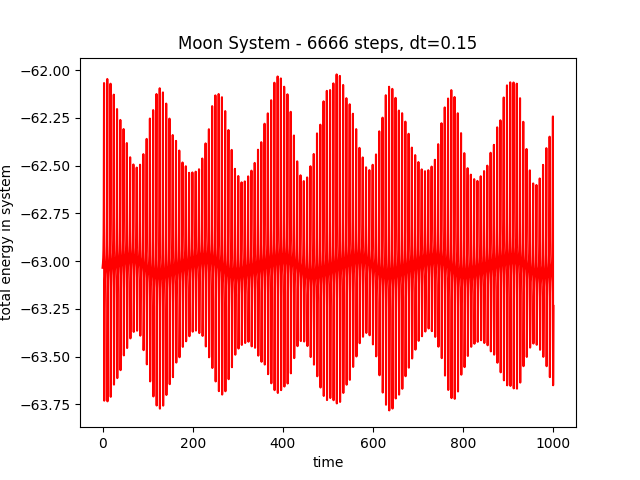 Moon System - 6666 steps, dt=0.15
total energy in system
−62.00
−62.25
−62.50
−62.75
−63.00
−63.25
−63.50
−63.75
0 200 400 600 800 1000
time